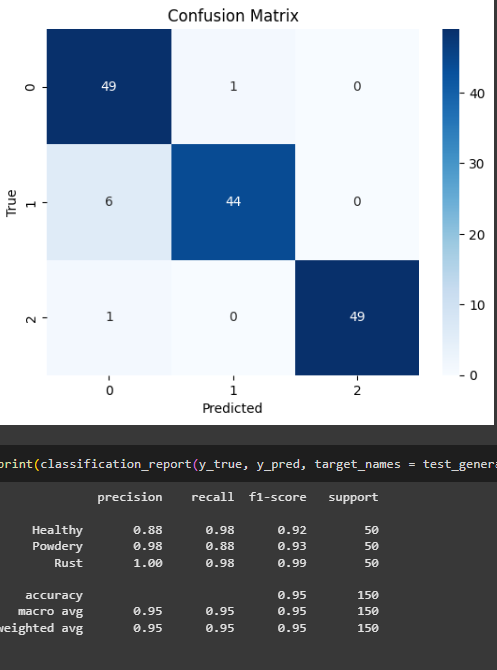 Confusion Matrix
0 49 1 0
1 6 44 0
2 1 0 49
0 1 2
True
Predicted
40
30
20
10
0
print(classification_report(y_true, y_pred, target_names = test_genera
precision recall f1-score support
Healthy 0.88 0.98 0.92 50
Powdery 0.98 0.88 0.93 50
Rust 1.00 0.98 0.99 50
accuracy 0.95 150
macro avg 0.95 0.95 0.95 150
weighted avg 0.95 0.95 0.95 150